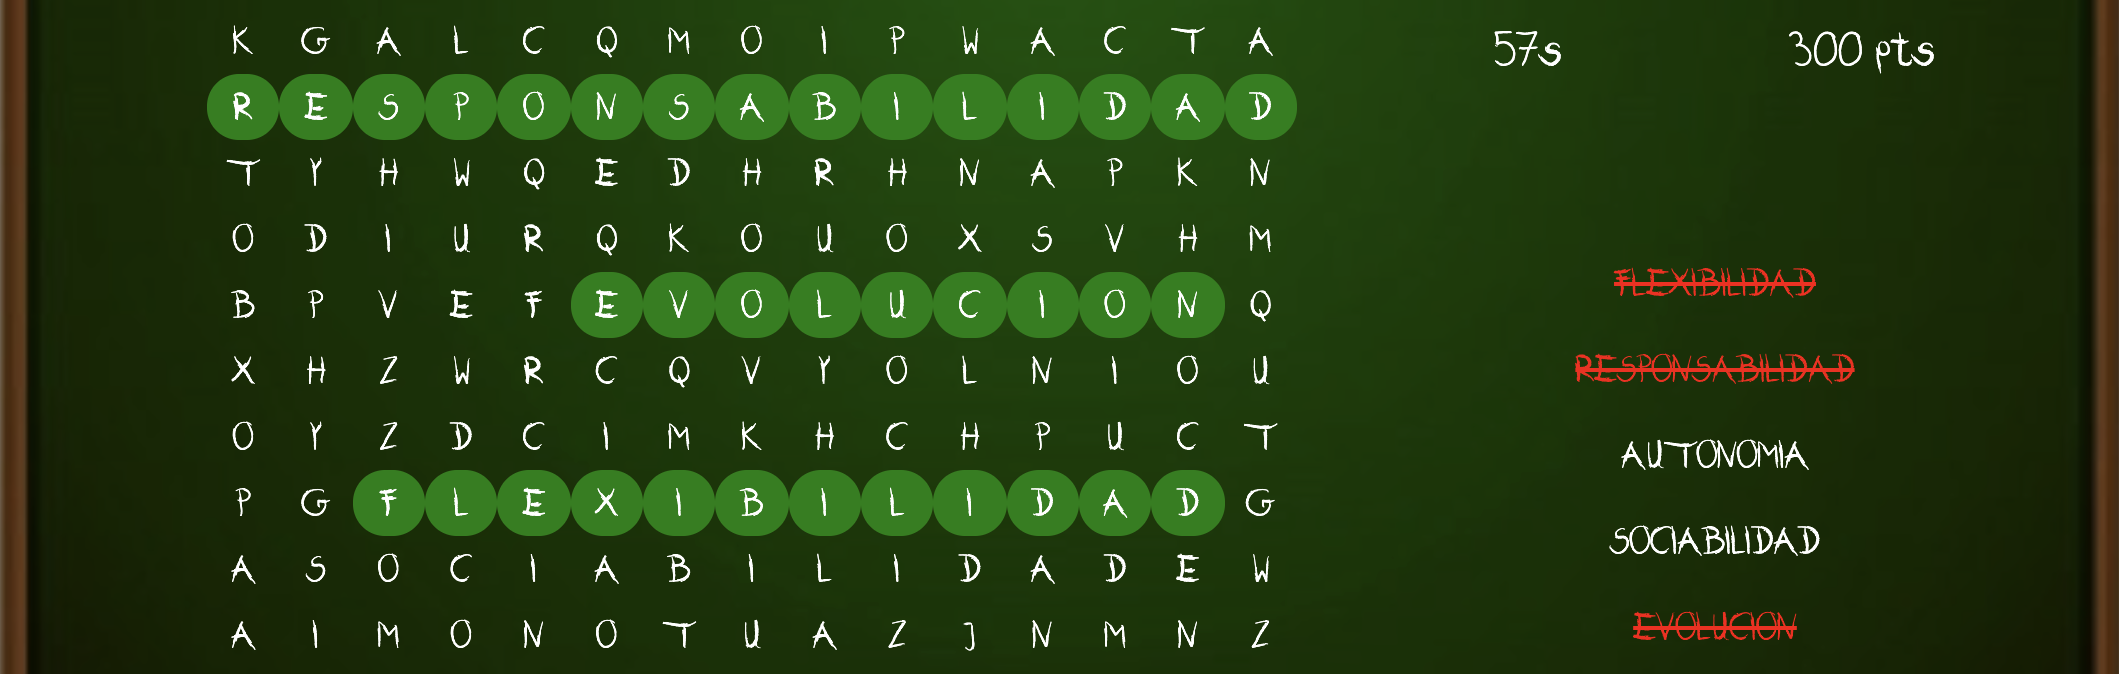 K G A L C Q M O I P W A C T A
57s
300 pts
R E S P O N S A B I L I D A D
T Y H W Q E D H R H N A P K N
O D I U R Q K O U O X S V H M
FLEXIBILIDAD
B P V E F E V O L U C I O N Q
X H Z W R C Q V Y O L N I O U
RESPONSABILIDAD
O Y Z D C I M K H C H P U C T
AUTONOMIA
P G F L E X I B I L I D A D G
SOCIABILIDAD
A S O C I A B I L I D A D E W
EVOLUCION
A I M O N O T U A Z J N M N Z